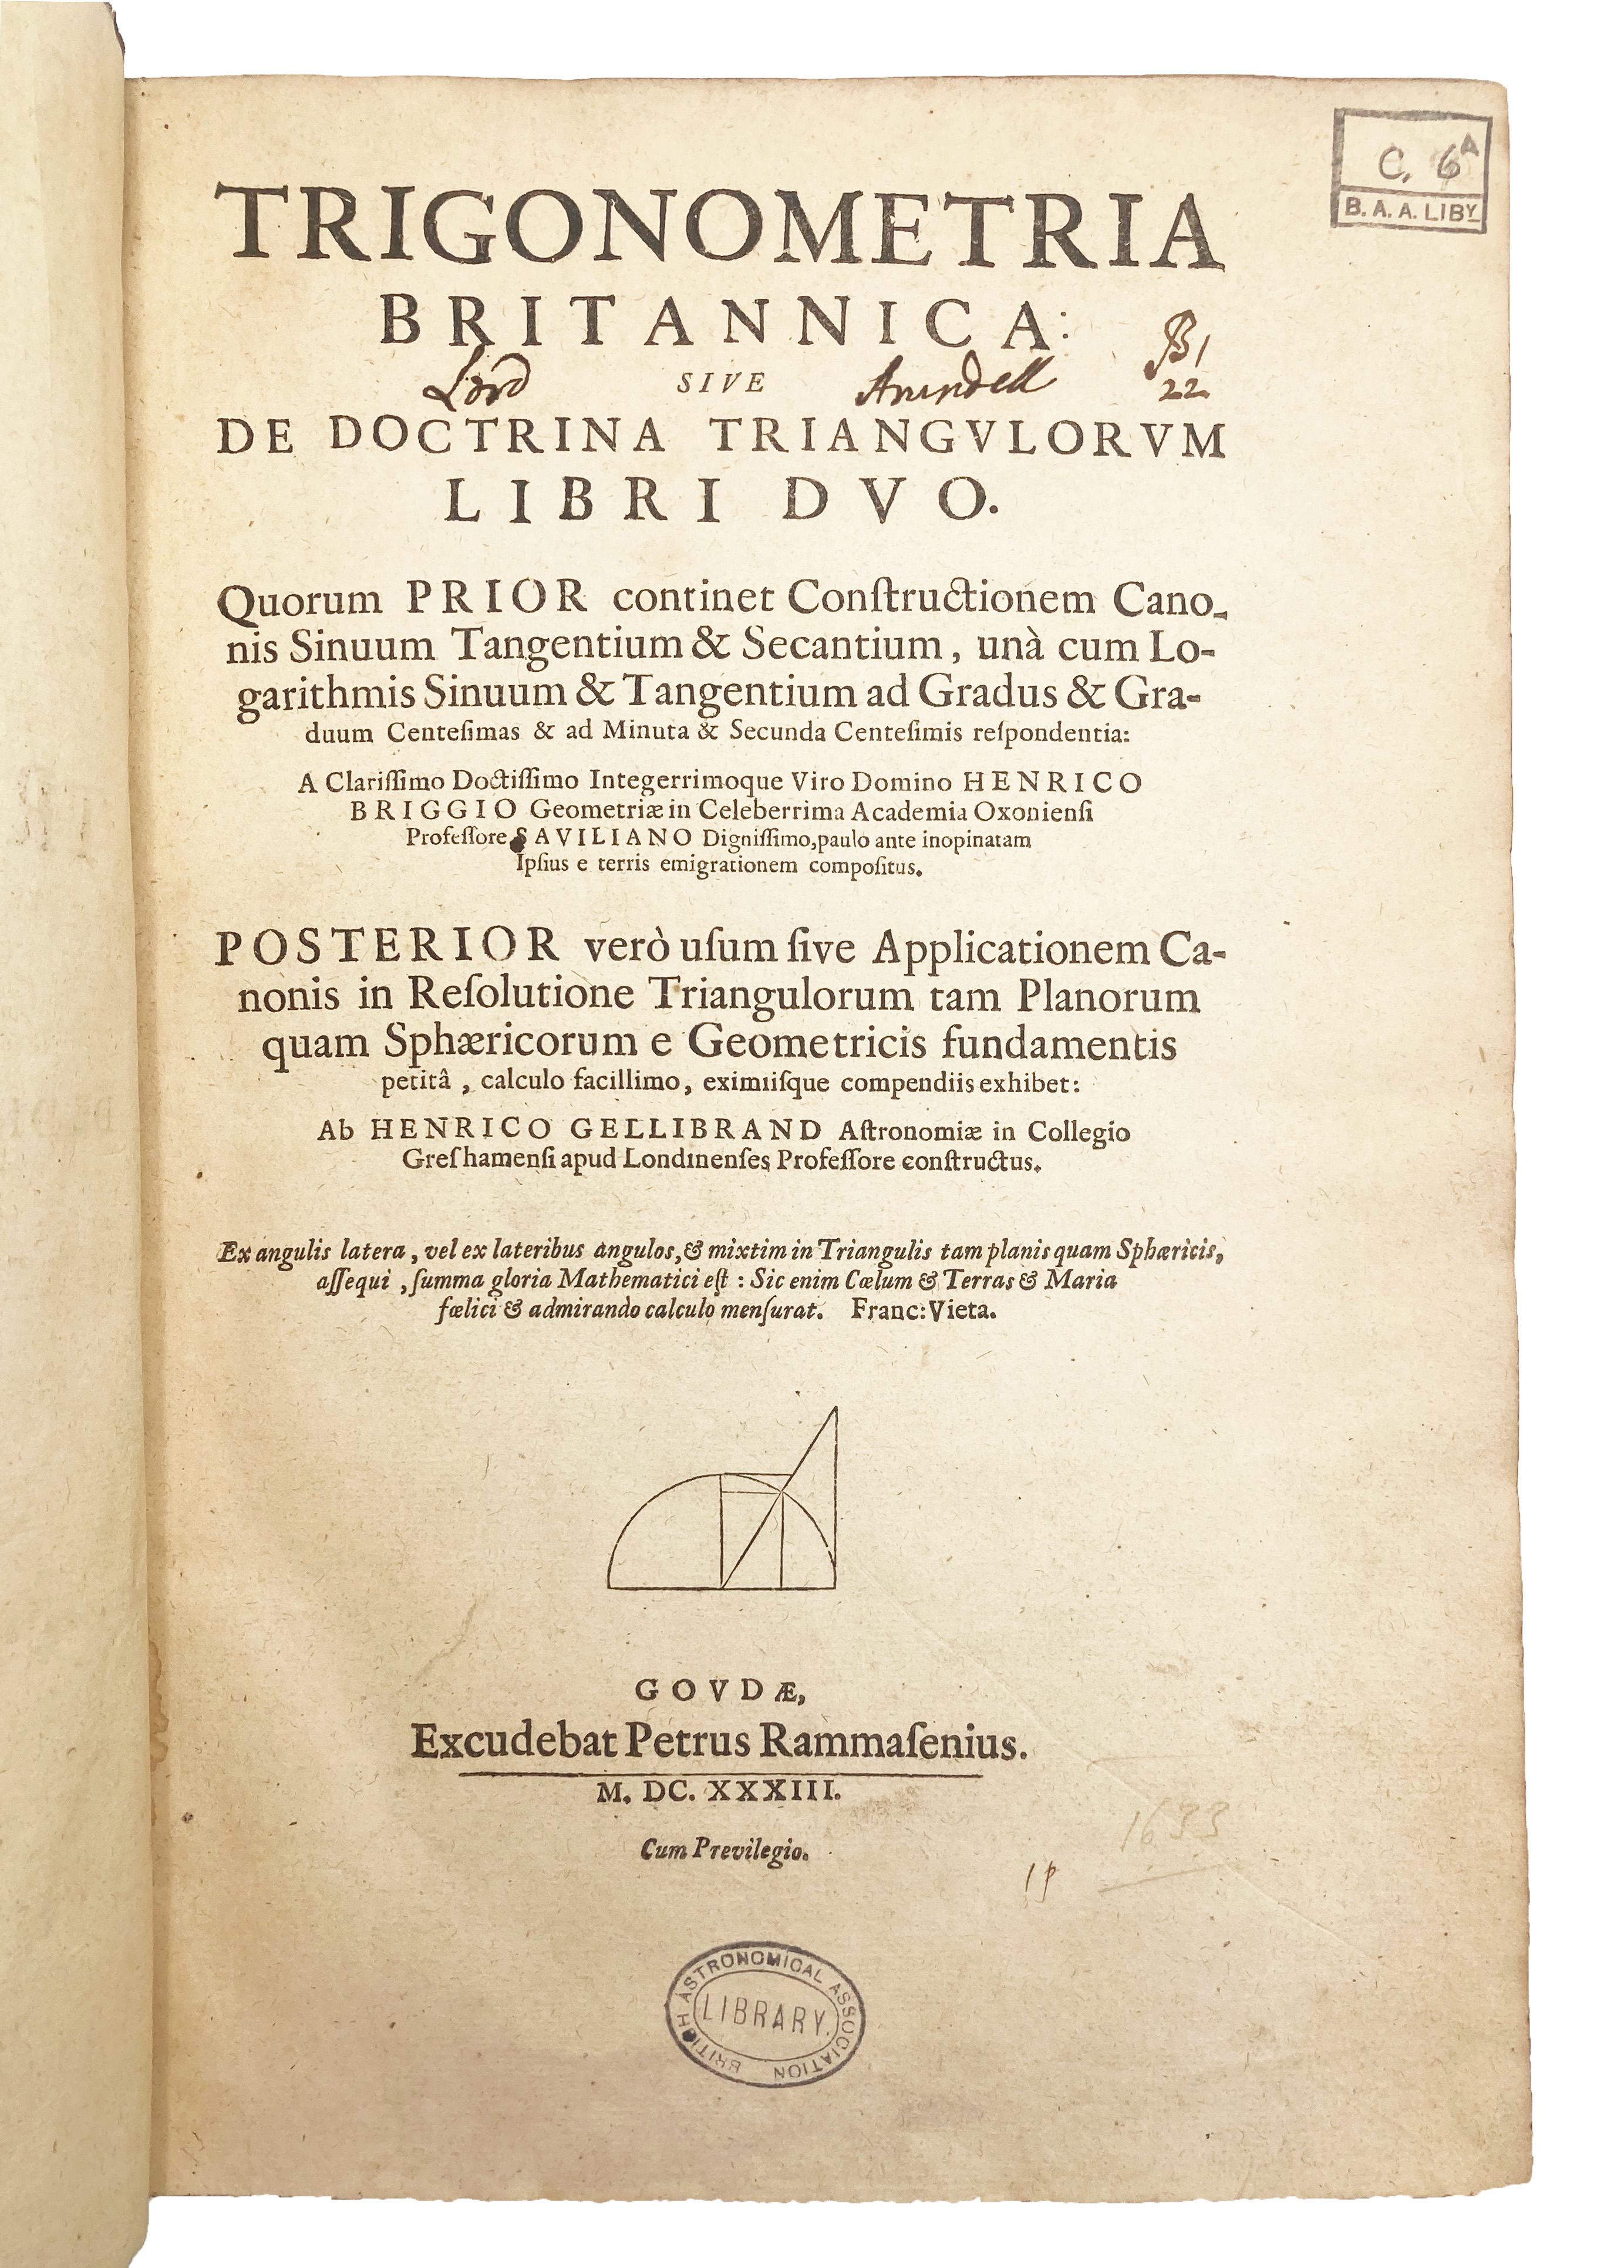 C. 6A
B. A. A. LIBY
TRIGONOMETRIA
BRITANNICA:
Lord SIVE Arundell
B1
22
DE DOCTRINA TRIANGVLORVM
LIBRI DVO.
Quorum PRIOR continet Conſtructionem Cano-
nis Sinuum Tangentium & Secantium, unà cum Lo-
garithmis Sinuum & Tangentium ad Gradus & Gra-
duum Centeſimas & ad Minuta & Secunda Centeſimis reſpondentia:
A Clariſſimo Doctiſſimo Integerrimoque Viro Domino HENRICO
BRIGGIO Geometriæ in Celeberrima Academia Oxonienſi
Profeſſore SAVILIANO Digniſſimo, paulo ante inopinatam
Ipſius e terris emigrationem compoſitus.
POSTERIOR verò uſum ſive Applicationem Ca-
nonis in Reſolutione Triangulorum tam Planorum
quam Sphæricorum e Geometricis fundamentis
petitâ, calculo facillimo, eximiiſque compendiis exhibet:
Ab HENRICO GELLIBRAND Aſtronomiæ in Collegio
Greſhamenſi apud Londinenſes Profeſſore conſtructus.
Ex angulis latera, vel ex lateribus angulos, & mixtim in Triangulis tam planis quam Sphæricis,
aſſequi, ſumma gloria Mathematici eſt: Sic enim Cœlum & Terras & Maria
fœlici & admirando calculo menſurat. Franc: Vieta.
GOVDÆ,
Excudebat Petrus Rammaſenius.
M. DC. XXXIII.
Cum Previlegio.
1633
BRITISH ASTRONOMICAL ASSOCIATION
LIBRARY.